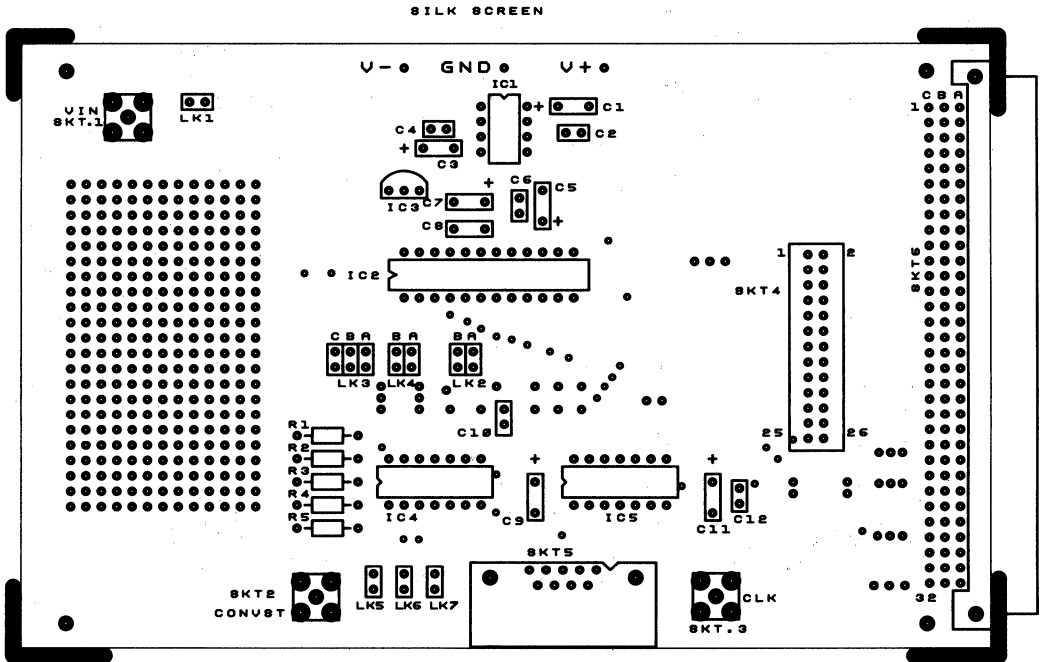 SILK SCREEN
V- GND V+
IC1
C B A
1
VIN
SKT.1
LK1
+ C1
C4
C2
+
C3
+
C6
C5
IC3
C7
C8
+
SKT6
IC2
1 2
SKT4
C B A
B A
B A
LK3
LK4
LK2
C10
R1
R2
R3
R4
R5
25 26
+
+
IC4
C9
IC5
C11
C12
SKT5
SKT2
CONVST
LK5
LK6
LK7
CLK
SKT.3
32